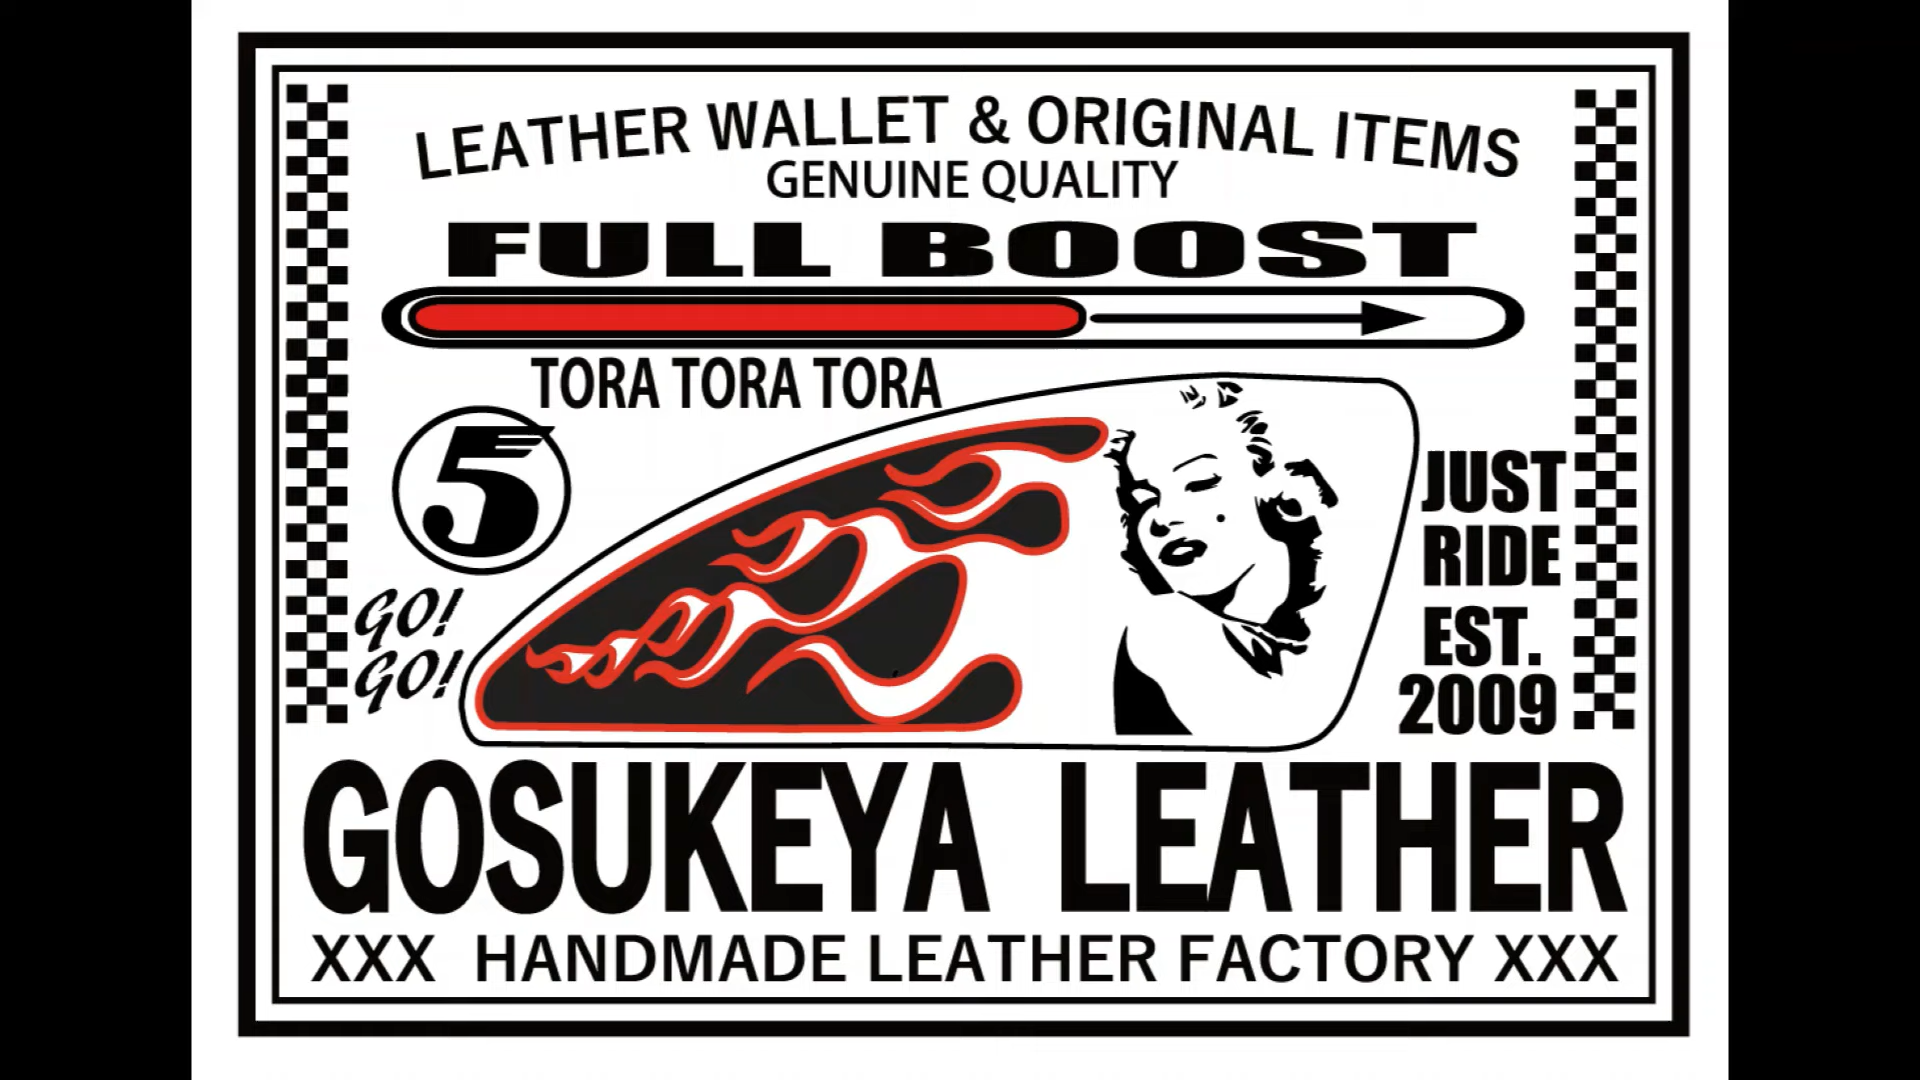 LEATHER WALLET & ORIGINAL ITEMS
GENUINE QUALITY
FULL BOOST
TORA TORA TORA
5
GO!
GO!
JUST
RIDE
EST.
2009
GOSUKEYA LEATHER
XXX HANDMADE LEATHER FACTORY XXX